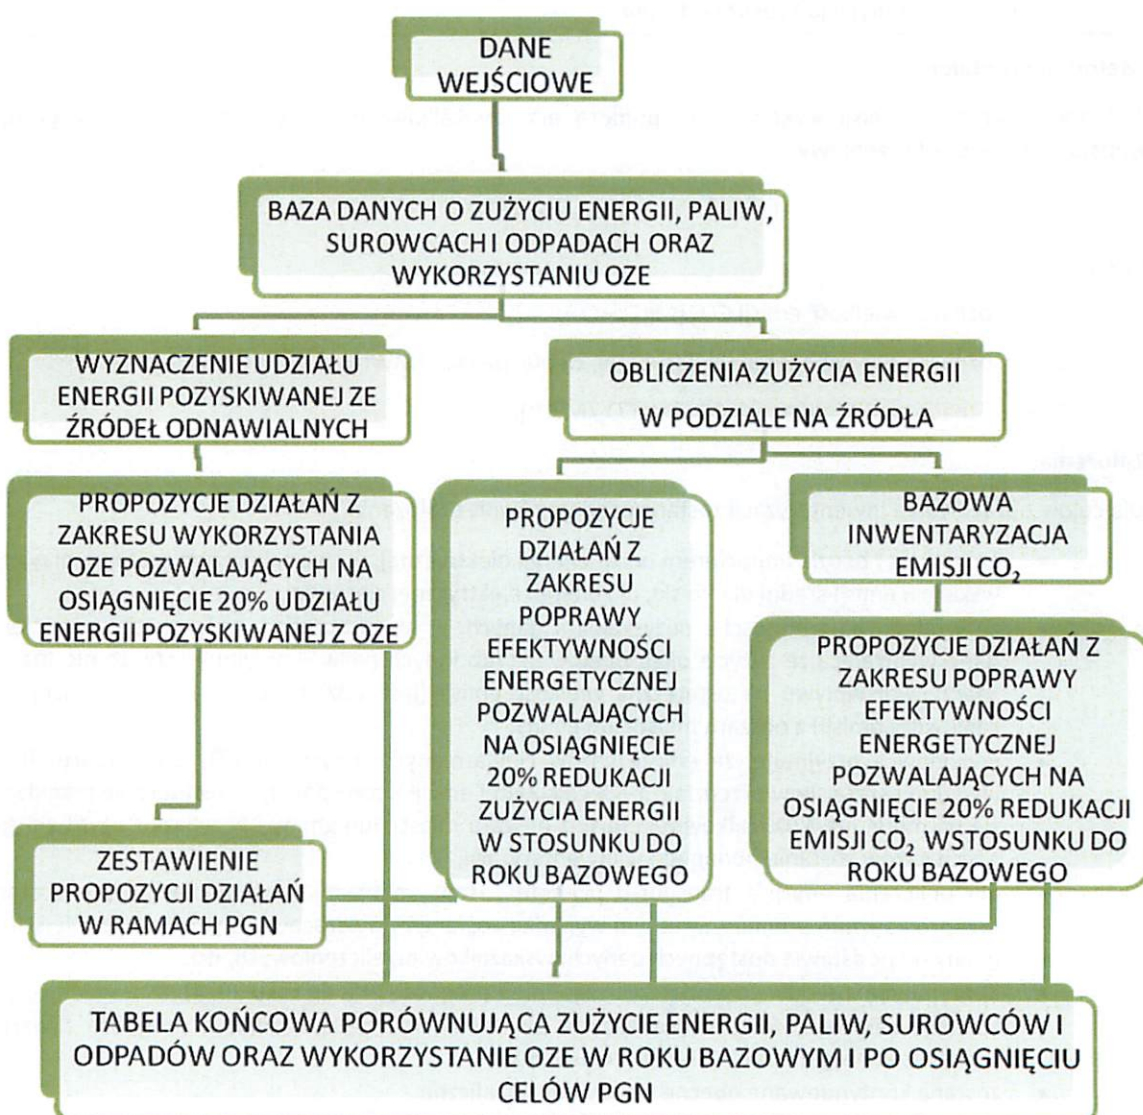 DANE
WEJŚCIOWE
BAZA DANYCH O ZUŻYCIU ENERGII, PALIW,
SUROWCACH I ODPADACH ORAZ
WYKORZYSTANIU OZE
WYZNACZENIE UDZIAŁU
ENERGII POZYSKIWANEJ ZE
ŹRÓDEŁ ODNAWIALNYCH
OBLICZENIA ZUŻYCIA ENERGII
W PODZIALE NA ŹRÓDŁA
PROPOZYCJE DZIAŁAŃ Z
ZAKRESU WYKORZYSTANIA
OZE POZWALAJĄCYCH NA
OSIĄGNIĘCIE 20% UDZIAŁU
ENERGII POZYSKIWANEJ Z OZE
PROPOZYCJE
DZIAŁAŃ Z
ZAKRESU
POPRAWY
EFEKTYWNOŚCI
ENERGETYCZNEJ
POZWALAJĄCYCH
NA OSIĄGNIĘCIE
20% REDUKACJI
ZUŻYCIA ENERGII
W STOSUNKU DO
ROKU BAZOWEGO
BAZOWA
INWENTARYZACJA
EMISJI CO₂
PROPOZYCJE DZIAŁAŃ Z
ZAKRESU POPRAWY
EFEKTYWNOŚCI
ENERGETYCZNEJ
POZWALAJĄCYCH NA
OSIĄGNIĘCIE 20% REDUKACJI
EMISJI CO₂ W STOSUNKU DO
ROKU BAZOWEGO
ZESTAWIENIE
PROPOZYCJI DZIAŁAŃ
W RAMACH PGN
TABELA KOŃCOWA PORÓWNUJĄCA ZUŻYCIE ENERGII, PALIW, SUROWCÓW I
ODPADÓW ORAZ WYKORZYSTANIE OZE W ROKU BAZOWYM I PO OSIĄGNIĘCIU
CELÓW PGN